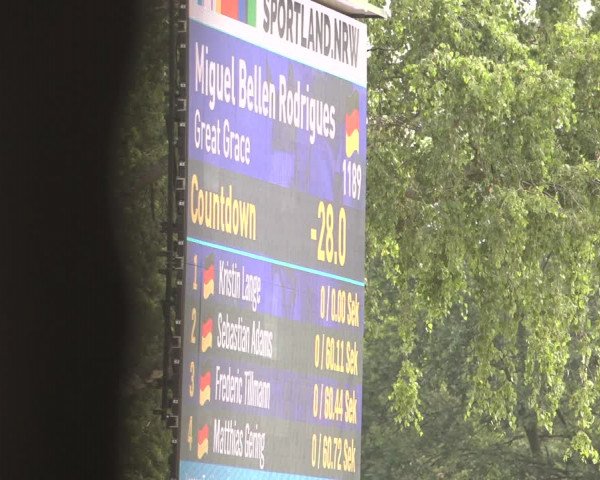 SPORTLAND.NRW
Miguel Bellen Rodrigues
Great Grace
1189
Countdown -28.0
1 Kristin Lange 0 / 0.00 Sek
2 Sebastian Adams 0 / 60.11 Sek
3 Frederic Tillmann 0 / 60.44 Sek
4 Matthias Gering 0 / 60.72 Sek